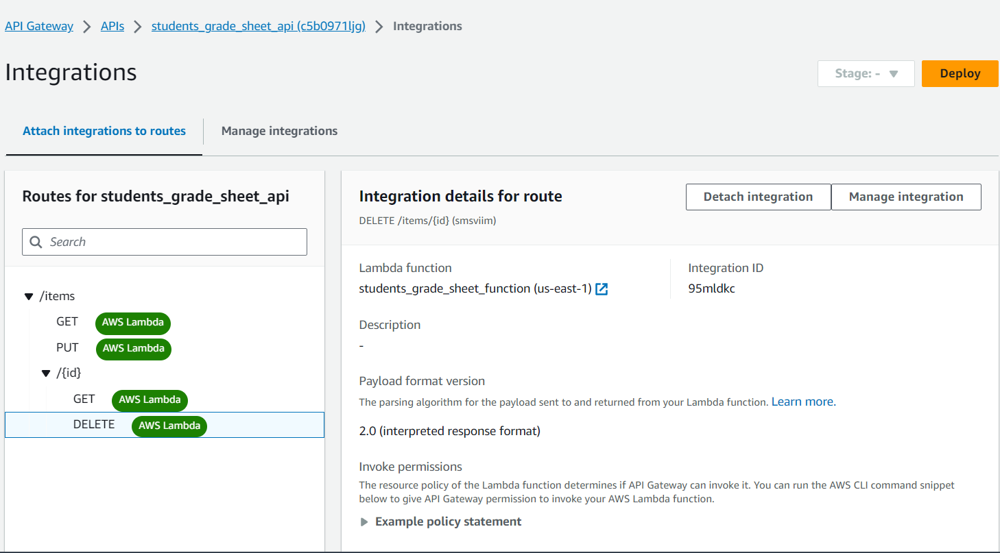 API Gateway > APIs > students_grade_sheet_api (c5b0971ljg) > Integrations
Integrations
Stage: - Deploy
Attach integrations to routes Manage integrations
Routes for students_grade_sheet_api
Search
/items
GET AWS Lambda
PUT AWS Lambda
/{id}
GET AWS Lambda
DELETE AWS Lambda
Integration details for route
Detach integration Manage integration
DELETE /items/{id} (smsviim)
Lambda function
students_grade_sheet_function (us-east-1)
Integration ID
95mldkc
Description
-
Payload format version
The parsing algorithm for the payload sent to and returned from your Lambda function. Learn more.
2.0 (interpreted response format)
Invoke permissions
The resource policy of the Lambda function determines if API Gateway can invoke it. You can run the AWS CLI command snippet
below to give API Gateway permission to invoke your AWS Lambda function.
Example policy statement